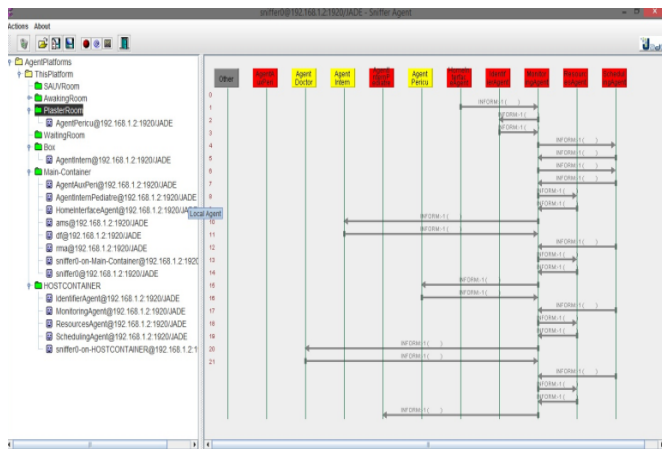 sniffer0@192.168.1.2:1920/JADE - Sniffer Agent
Actions About
AgentPlatforms
ThisPlatform
SAUVRoom
AwakingRoom
PlasterRoom
AgentPericu@192.168.1.2:1920/JADE
WaitingRoom
Box
AgentIntern@192.168.1.2:1920/JADE
Main-Container
AgentAuxPeri@192.168.1.2:1920/JADE
AgentInternPediatre@192.168.1.2:1920/JADE
HomeInterfaceAgent@192.168.1.2:1920/JADE
Local Agent
ams@192.168.1.2:1920/JADE
df@192.168.1.2:1920/JADE
rma@192.168.1.2:1920/JADE
sniffer0-on-Main-Container@192.168.1.2:1920
sniffer0@192.168.1.2:1920/JADE
HOSTCONTAINER
IdentifierAgent@192.168.1.2:1920/JADE
MonitoringAgent@192.168.1.2:1920/JADE
ResourcesAgent@192.168.1.2:1920/JADE
SchedulingAgent@192.168.1.2:1920/JADE
sniffer0-on-HOSTCONTAINER@192.168.1.2:1
Other
Agent Doctor
Agent Intern
Agent Pericu
0
1
2
3
4
5
6
7
8
10
11
12
13
14
15
16
17
18
19
20
21
INFORM:-1 ( )
INFORM:-1 ( )
INFORM:-1 ( )
INFORM:-1 ( )
INFORM:-1 ( )
INFORM:-1 ( )
INFORM:-1 ( )
INFORM:-1 ( )
INFORM:-1 ( )
INFORM:-1 (
INFORM:-1 (
INFORM:-1 ( )
INFORM:-1 ( )
INFORM:-1 ( )
INFORM:-1 ( )
INFORM:-1 ( )
INFORM:-1 ( )
INFORM:-1 ( )
INFORM:-1 ( )
INFORM:-1 ( )
INFORM:-1 ( )
INFORM:-1 ( )
INFORM:-1 ( )
INFORM:-1 ( )
INFORM:-1 ( )